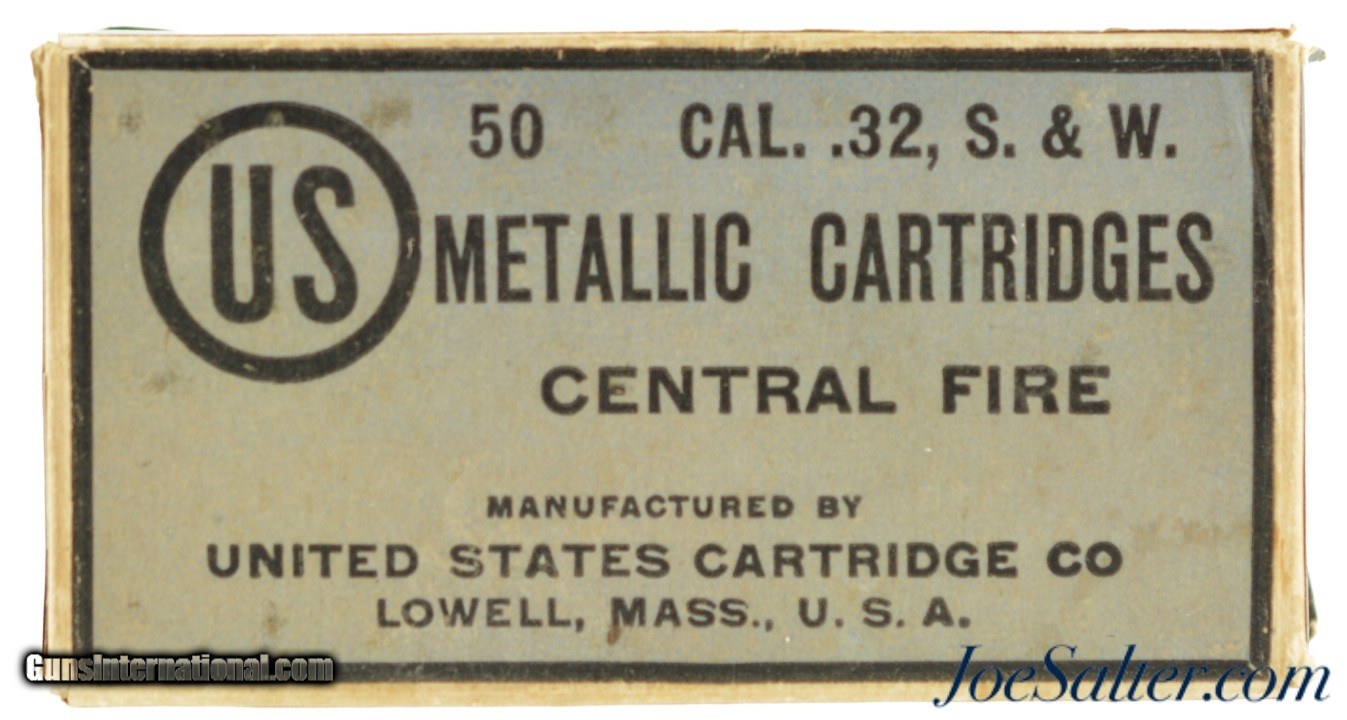 50 CAL. .32, S. & W.
US
METALLIC CARTRIDGES
CENTRAL FIRE
MANUFACTURED BY
UNITED STATES CARTRIDGE CO
LOWELL, MASS., U. S. A.
GunsInternational.com
JoeSalter.com